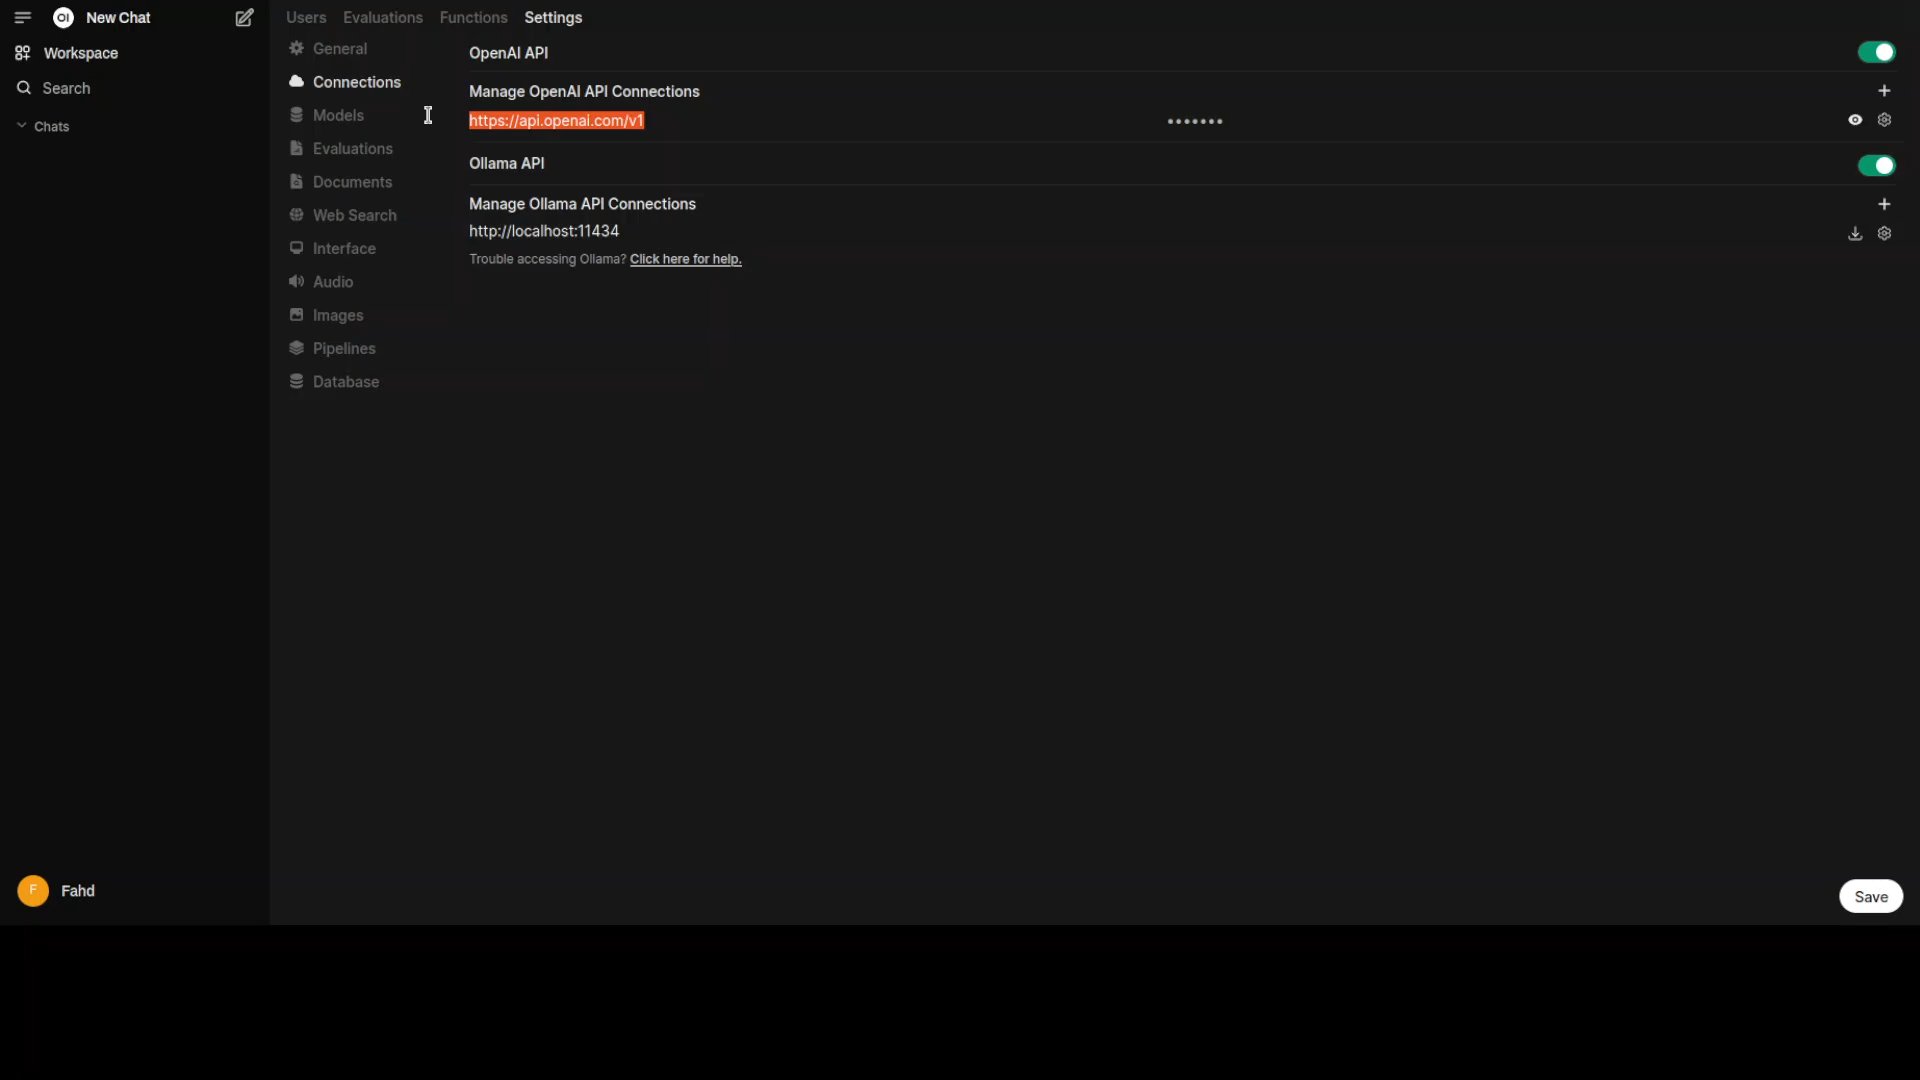 OI New Chat
Workspace
Search
Chats
F Fahd
Users Evaluations Functions Settings
General
Connections
Models
Evaluations
Documents
Web Search
Interface
Audio
Images
Pipelines
Database
OpenAI API
Manage OpenAI API Connections
https://api.openai.com/v1 •••••••
Ollama API
Manage Ollama API Connections
http://localhost:11434
Trouble accessing Ollama? Click here for help.
Save